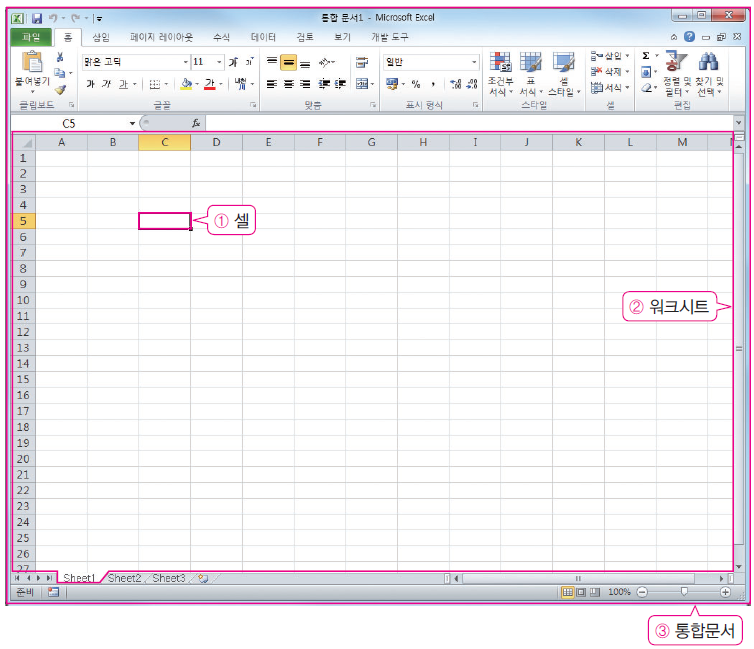 통합 문서1 - Microsoft Excel
파일 홈 삽입 페이지 레이아웃 수식 데이터 검토 보기 개발 도구
맑은 고딕 11 가 가 일반 삽입 Σ
붙여넣기 가 가 가 가 내천 % , 조건부 서식 표 서식 셀 스타일 삭제 서식 정렬 및 필터 찾기 및 선택
클립보드 글꼴 맞춤 표시 형식 스타일 셀 편집
C5 fx
A B C D E F G H I J K L M
1
2
3
4
5
① 셀
6
7
8
9
10
② 워크시트
11
12
13
14
15
16
17
18
19
20
21
22
23
24
25
26
27
Sheet1 Sheet2 Sheet3
준비 100%
③ 통합문서